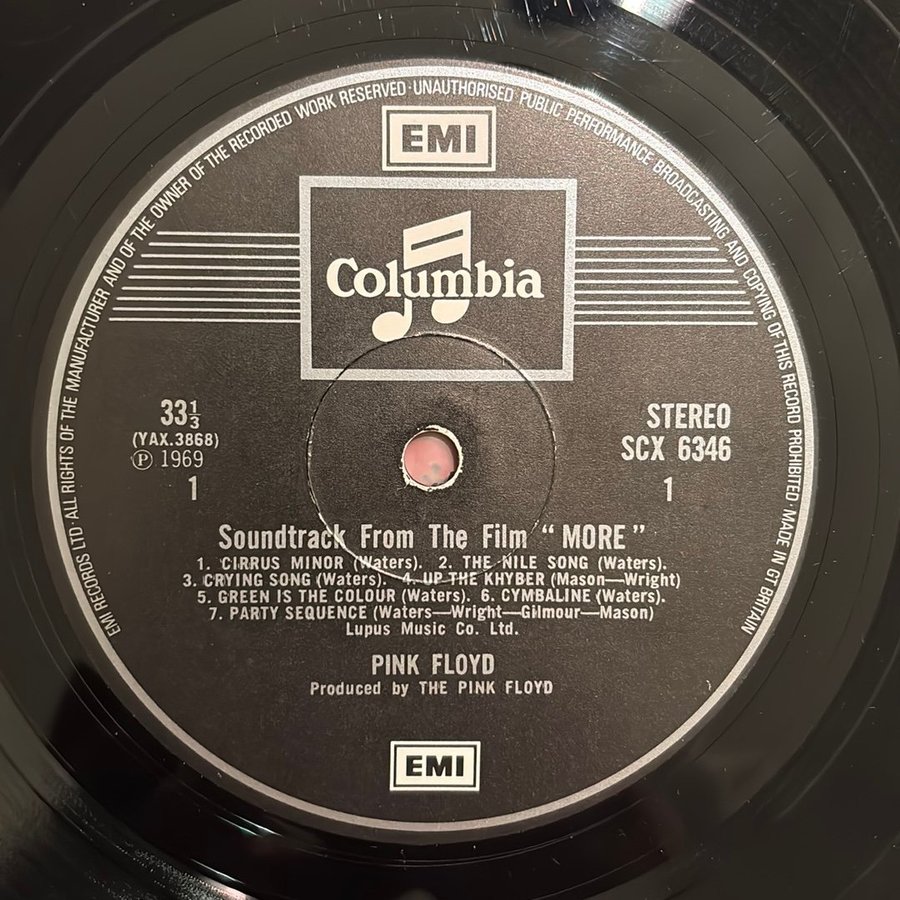 EMI RECORDS LTD·ALL RIGHTS OF THE MANUFACTURER AND OF THE OWNER OF THE RECORDED WORK RESERVED·UNAUTHORISED PUBLIC PERFORMANCE BROADCASTING AND COPYING OF THIS RECORD PROHIBITED·MADE IN GT BRITAIN
EMI
Columbia
33⅓
(YAX.3868)
Ⓟ 1969
1
STEREO
SCX 6346
1
Soundtrack From The Film “MORE”
1. CIRRUS MINOR (Waters). 2. THE NILE SONG (Waters).
3. CRYING SONG (Waters). 4. UP THE KHYBER (Mason—Wright)
5. GREEN IS THE COLOUR (Waters). 6. CYMBALINE (Waters).
7. PARTY SEQUENCE (Waters—Wright—Gilmour—Mason)
Lupus Music Co. Ltd.
PINK FLOYD
Produced by THE PINK FLOYD
EMI